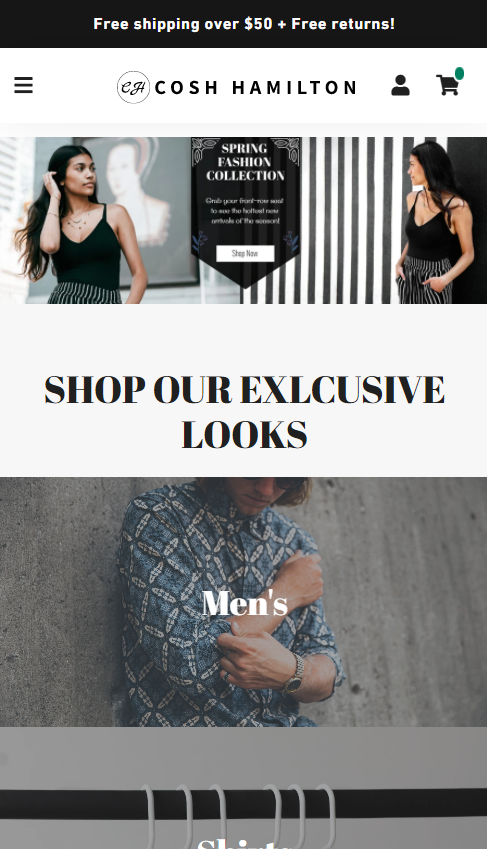 Free shipping over $50 + Free returns!
CH COSH HAMILTON
SPRING
FASHION
COLLECTION
Grab your front-row seat
to see the hottest new
arrivals of the season!
Shop Now
SHOP OUR EXLCUSIVE
LOOKS
Men's
Shirts